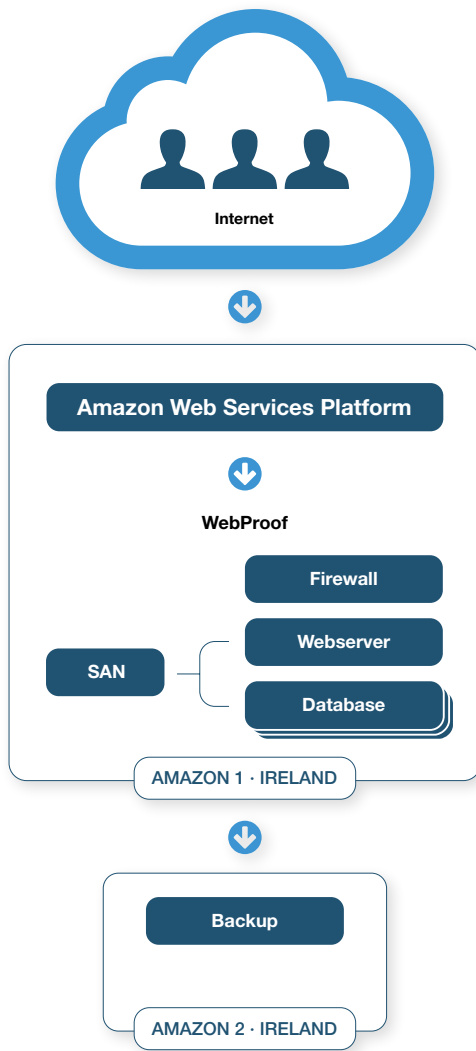 Internet
Amazon Web Services Platform
WebProof
Firewall
Webserver
SAN
Database
AMAZON 1 · IRELAND
Backup
AMAZON 2 · IRELAND